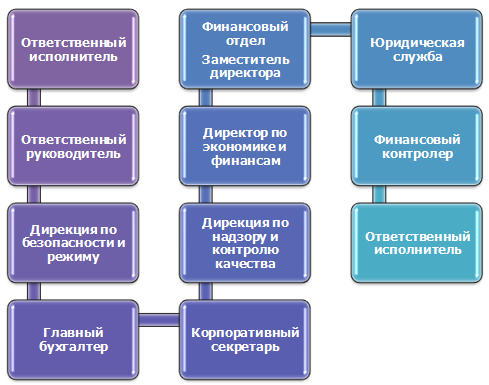 Ответственный
исполнитель
Ответственный
руководитель
Дирекция по
безопасности и
режиму
Главный
бухгалтер
Корпоративный
секретарь
Дирекция по
надзору и
контролю
качества
Директор по
экономике и
финансам
Финансовый
отдел
Заместитель
директора
Юридическая
служба
Финансовый
контролер
Ответственный
исполнитель